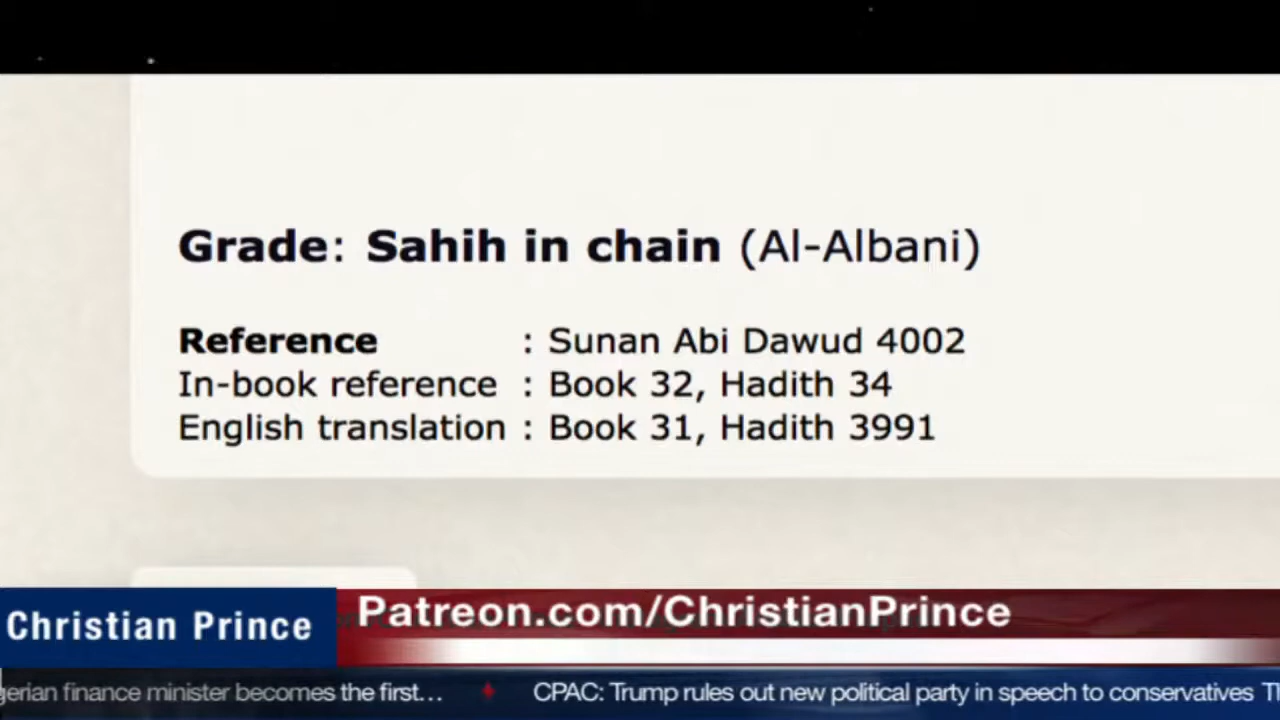 Grade: Sahih in chain (Al-Albani)
Reference : Sunan Abi Dawud 4002
In-book reference : Book 32, Hadith 34
English translation : Book 31, Hadith 3991
Christian Prince
Patreon.com/ChristianPrince
gerian finance minister becomes the first... ♦ CPAC: Trump rules out new political party in speech to conservatives